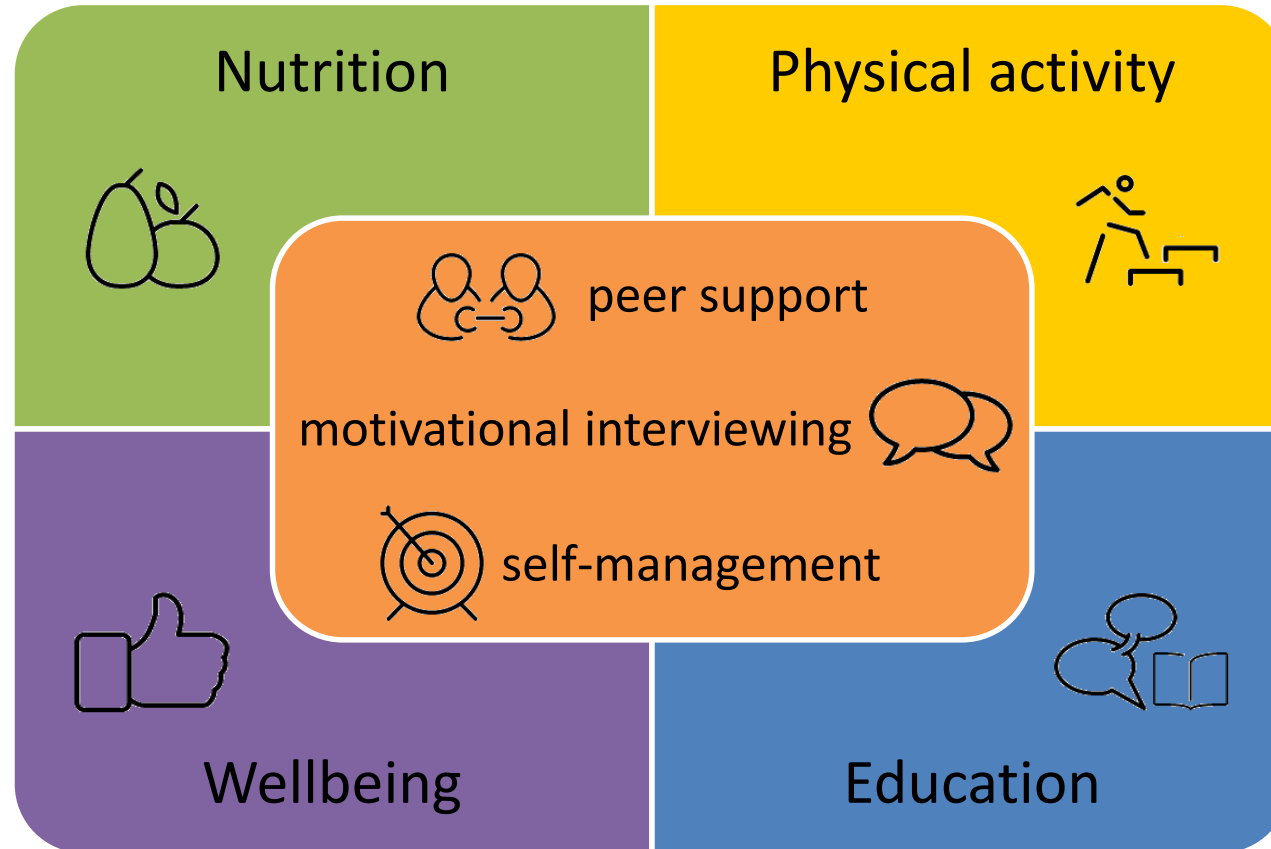 Nutrition
Physical activity
peer support
motivational interviewing
self-management
Wellbeing
Education